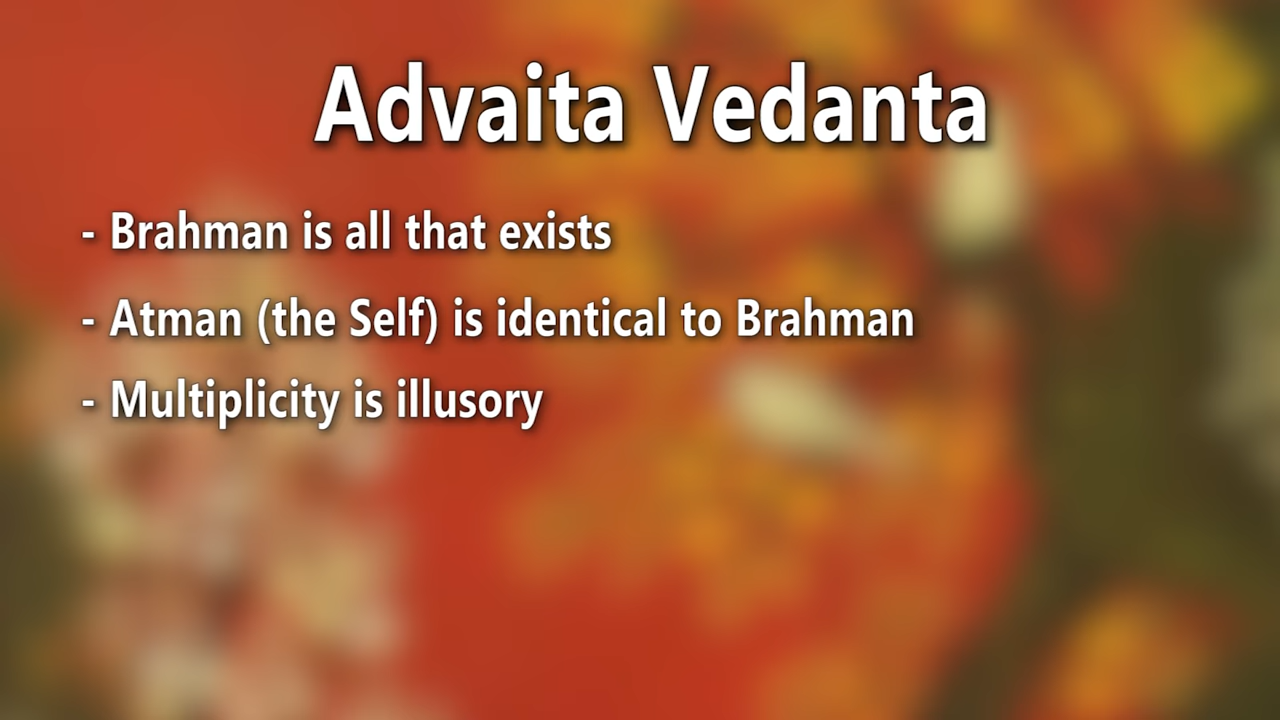 Advaita Vedanta
- Brahman is all that exists
- Atman (the Self) is identical to Brahman
- Multiplicity is illusory